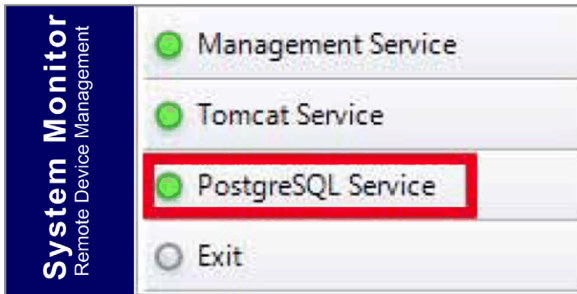 System Monitor
Remote Device Management
Management Service
Tomcat Service
PostgreSQL Service
Exit